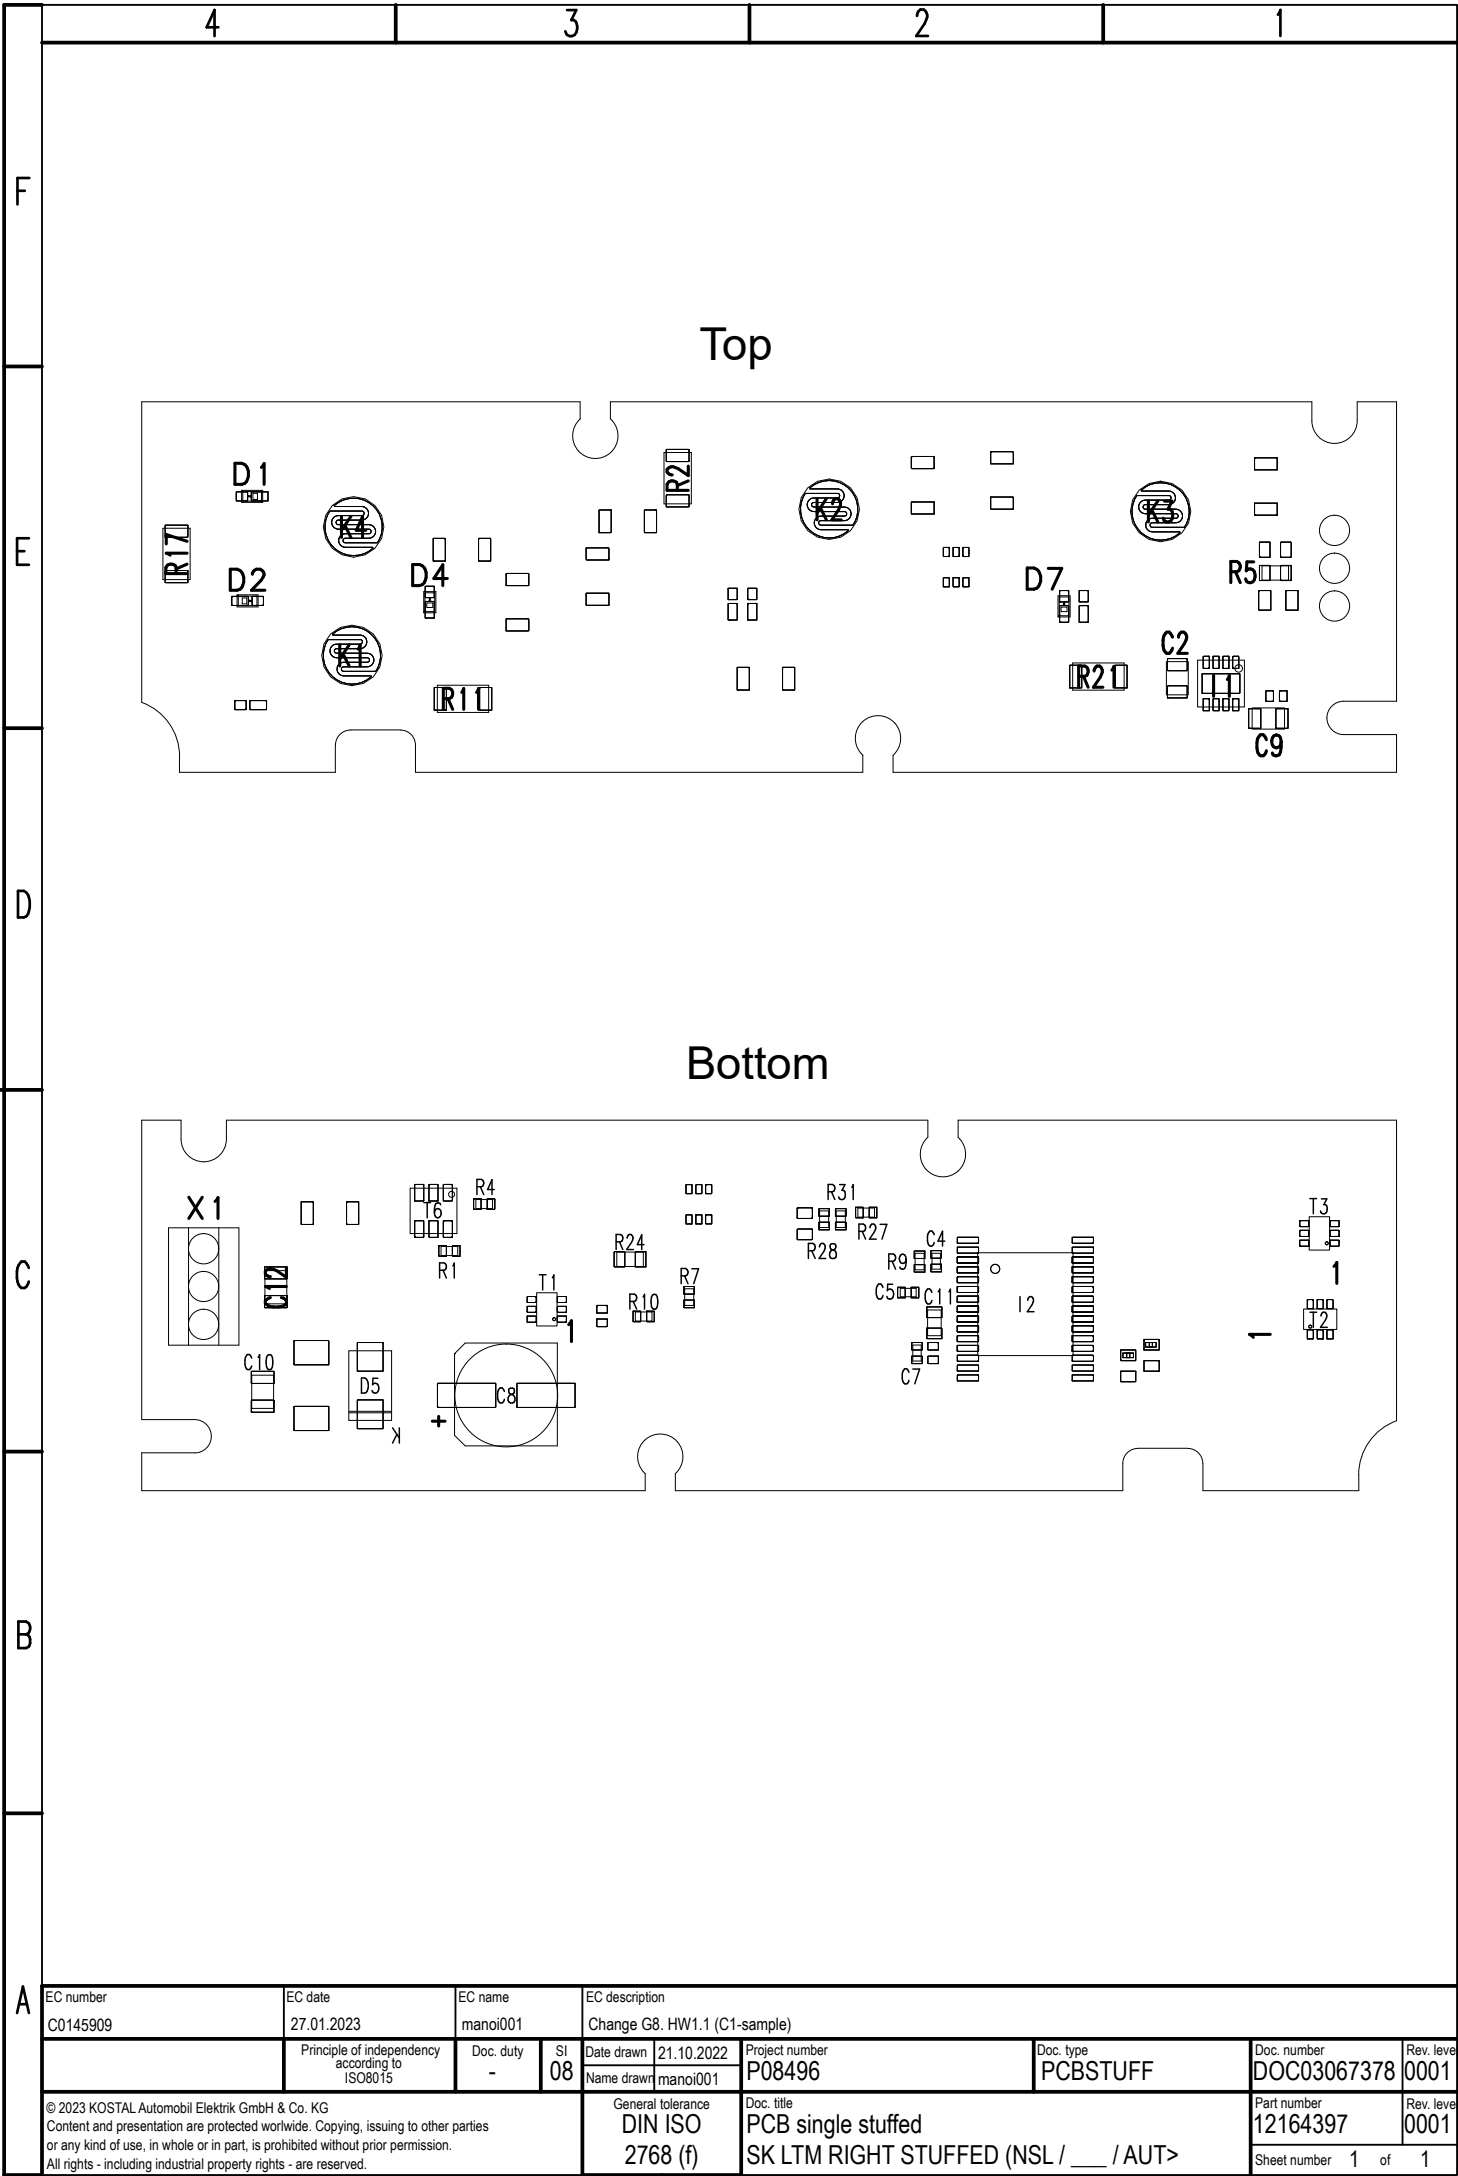 4 3 2 1
F
Top
D1
R2
K4
K2
K3
E
R17
D2
D4
D7
R5
K1
C2
R11
R21
I1
C9
D
Bottom
X1
T6
R4
R31
T3
R28
R27
C
R1
R24
R9
C4
C12
T1
R10
R7
C5
C11
I2
1
T2
1
1
C10
D5
C8
C7
+
K
B
A
EC number EC date EC name EC description
C0145909 27.01.2023 manoi001 Change G8. HW1.1 (C1-sample)
Principle of independency
according to
ISO8015
Doc. duty
-
SI
08
Date drawn 21.10.2022
Name drawn manoi001
Project number
P08496
Doc. type
PCBSTUFF
Doc. number
DOC03067378
Rev. leve
0001
© 2023 KOSTAL Automobil Elektrik GmbH & Co. KG
Content and presentation are protected worlwide. Copying, issuing to other parties
or any kind of use, in whole or in part, is prohibited without prior permission.
All rights - including industrial property rights - are reserved.
General tolerance
DIN ISO
2768 (f)
Doc. title
PCB single stuffed
SK LTM RIGHT STUFFED (NSL / ___ / AUT>
Part number
12164397
Rev. leve
0001
Sheet number 1 of 1